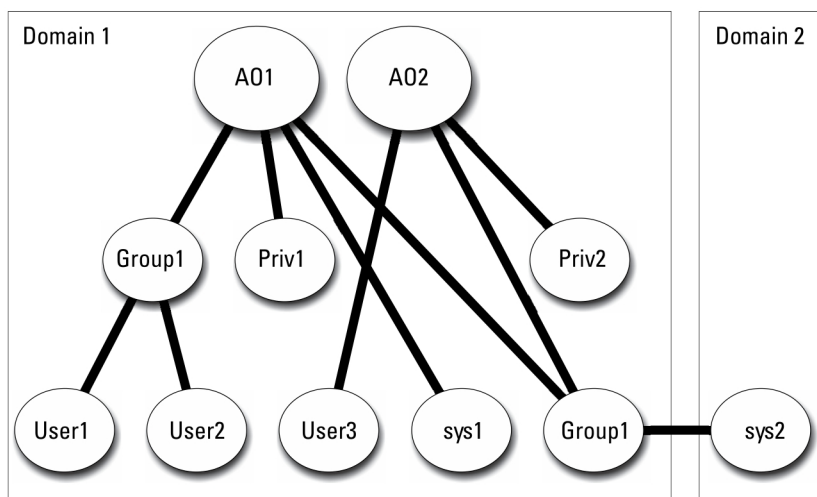 Domain 1
Domain 2
AO1
AO2
Group1
Priv1
Priv2
User1
User2
User3
sys1
Group1
sys2